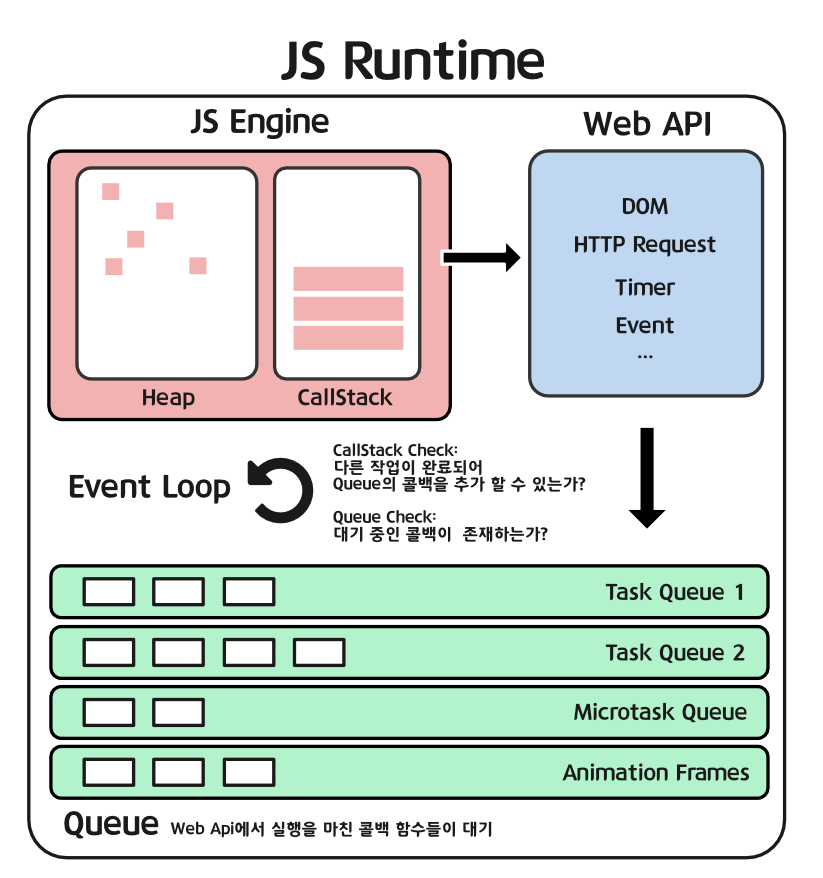 JS Runtime
JS Engine
Web API
DOM
HTTP Request
Timer
Event
...
Heap
CallStack
Event Loop
CallStack Check:
다른 작업이 완료되어
Queue의 콜백을 추가 할 수 있는가?
Queue Check:
대기 중인 콜백이 존재하는가?
Task Queue 1
Task Queue 2
Microtask Queue
Animation Frames
Queue Web Api에서 실행을 마친 콜백 함수들이 대기